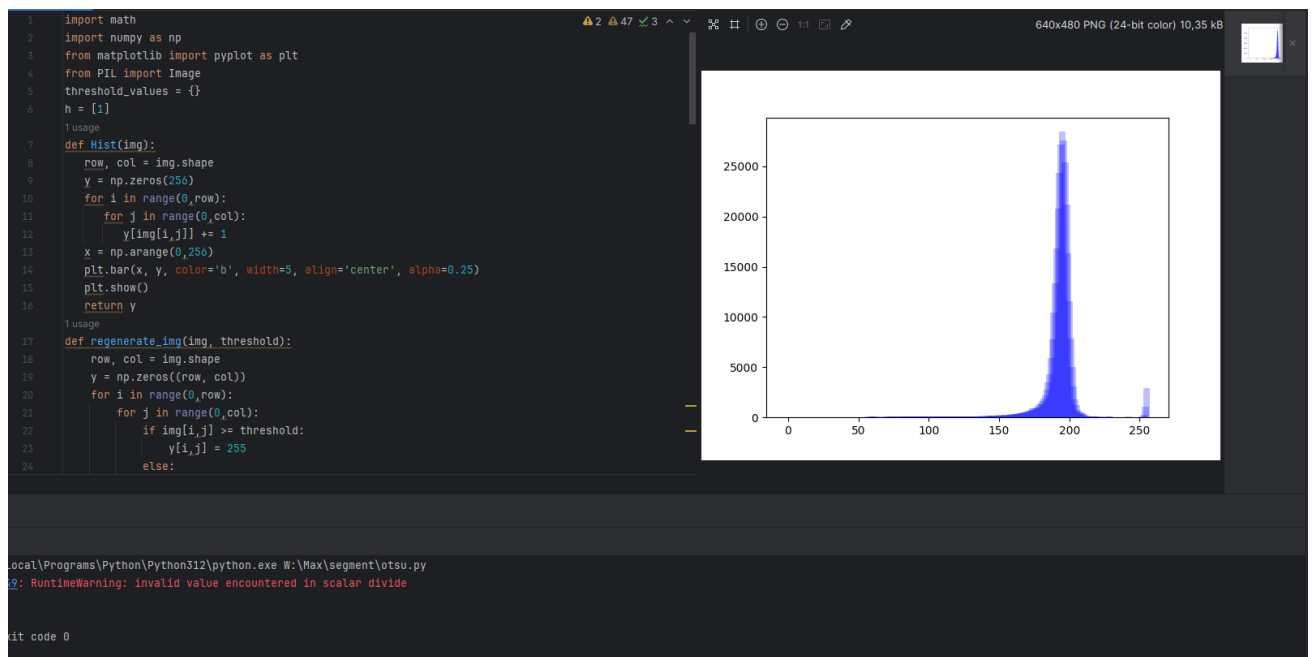 1 import math
2 import numpy as np
3 from matplotlib import pyplot as plt
4 from PIL import Image
5 threshold_values = {}
6 h = [1]
1 usage
7 def Hist(img):
8 row, col = img.shape
9 y = np.zeros(256)
10 for i in range(0,row):
11 for j in range(0,col):
12 y[img[i,j]] += 1
13 x = np.arange(0,256)
14 plt.bar(x, y, color='b', width=5, align='center', alpha=0.25)
15 plt.show()
16 return y
1 usage
17 def regenerate_img(img, threshold):
18 row, col = img.shape
19 y = np.zeros((row, col))
20 for i in range(0,row):
21 for j in range(0,col):
22 if img[i,j] >= threshold:
23 y[i,j] = 255
24 else:
2 47 3
1:1
640x480 PNG (24-bit color) 10,35 kB
25000
20000
15000
10000
5000
0
0 50 100 150 200 250
Local\Programs\Python\Python312\python.exe W:\Max\segment\otsu.py
49: RuntimeWarning: invalid value encountered in scalar divide
xit code 0